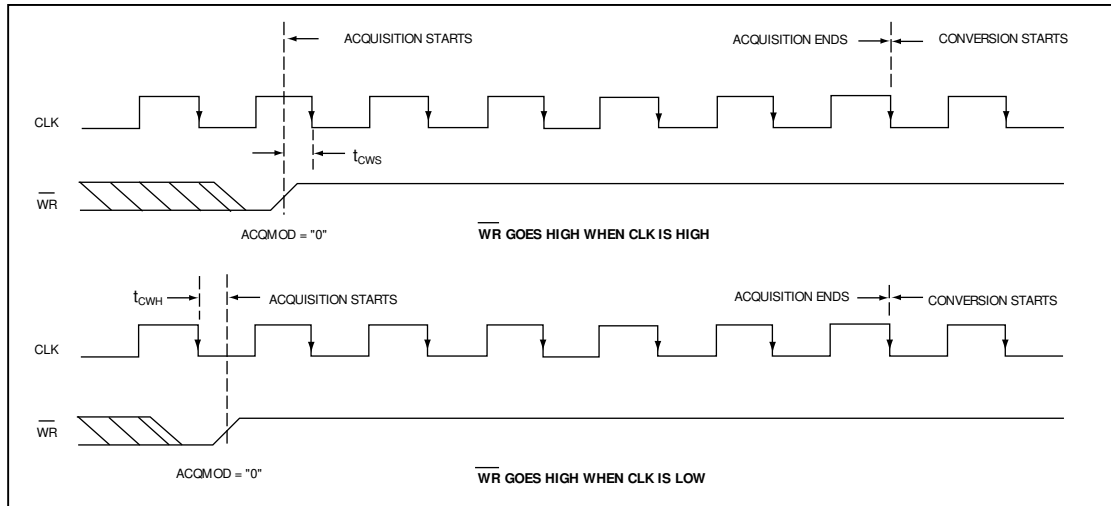 ACQUISITION STARTS
ACQUISITION ENDS
CONVERSION STARTS
CLK
tCWS
WR
ACQMOD = "0"
WR GOES HIGH WHEN CLK IS HIGH
tCWH
ACQUISITION STARTS
ACQUISITION ENDS
CONVERSION STARTS
CLK
WR
ACQMOD = "0"
WR GOES HIGH WHEN CLK IS LOW